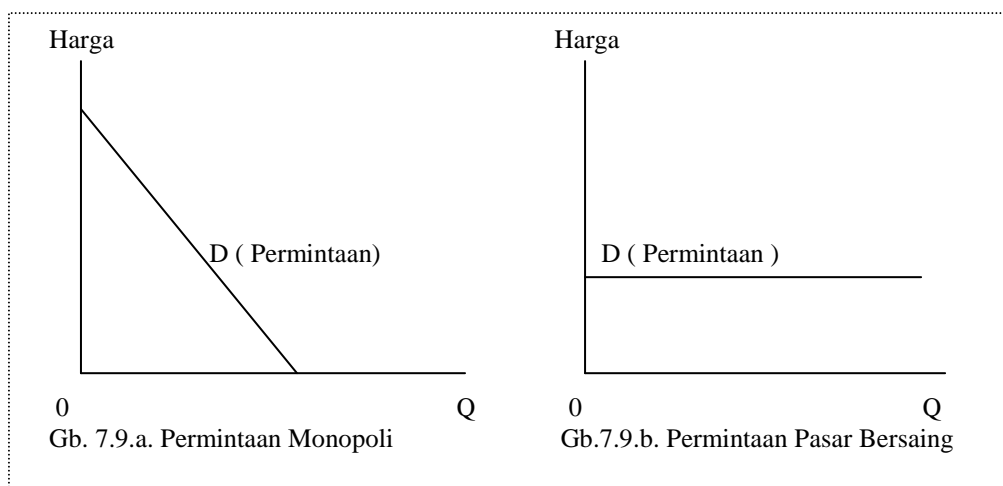 Harga
D ( Permintaan)
0
Q
Gb. 7.9.a. Permintaan Monopoli
Harga
D ( Permintaan )
0
Q
Gb.7.9.b. Permintaan Pasar Bersaing